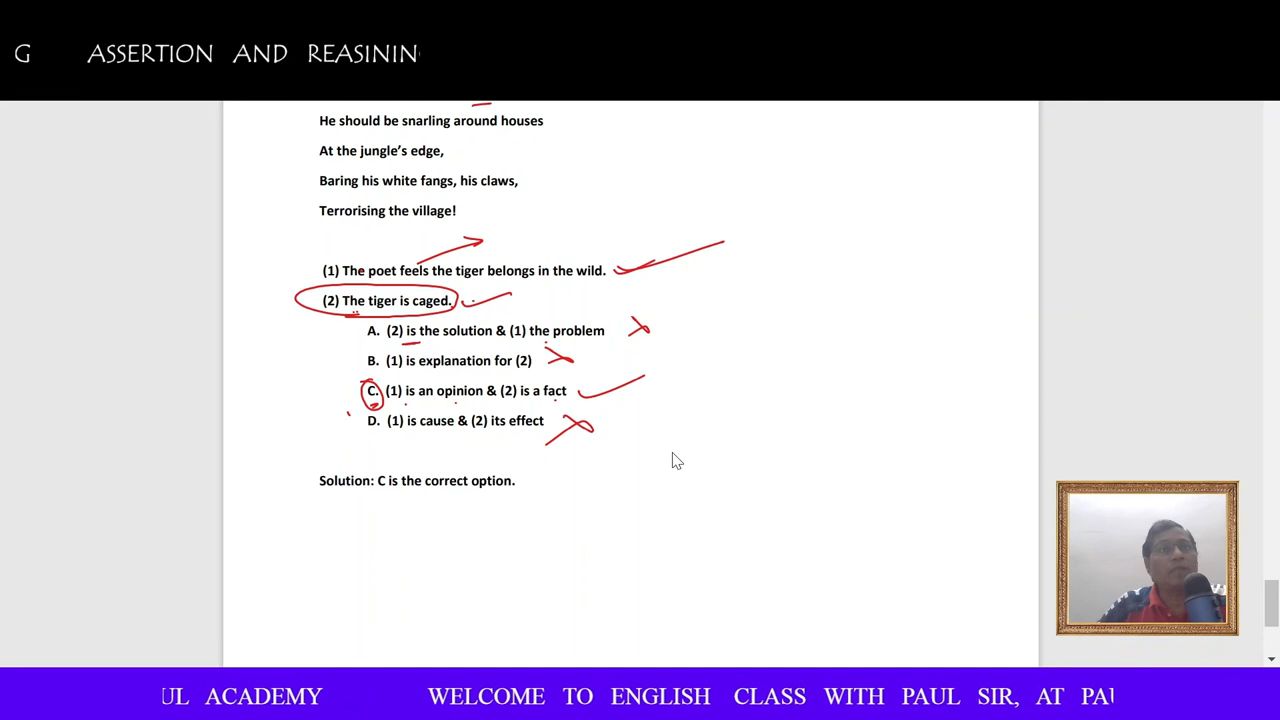 G ASSERTION AND REASININ
He should be snarling around houses
At the jungle's edge,
Baring his white fangs, his claws,
Terrorising the village!
(1) The poet feels the tiger belongs in the wild.
(2) The tiger is caged.
A. (2) is the solution & (1) the problem
B. (1) is explanation for (2)
C. (1) is an opinion & (2) is a fact
D. (1) is cause & (2) its effect
Solution: C is the correct option.
UL ACADEMY WELCOME TO ENGLISH CLASS WITH PAUL SIR, AT PAU